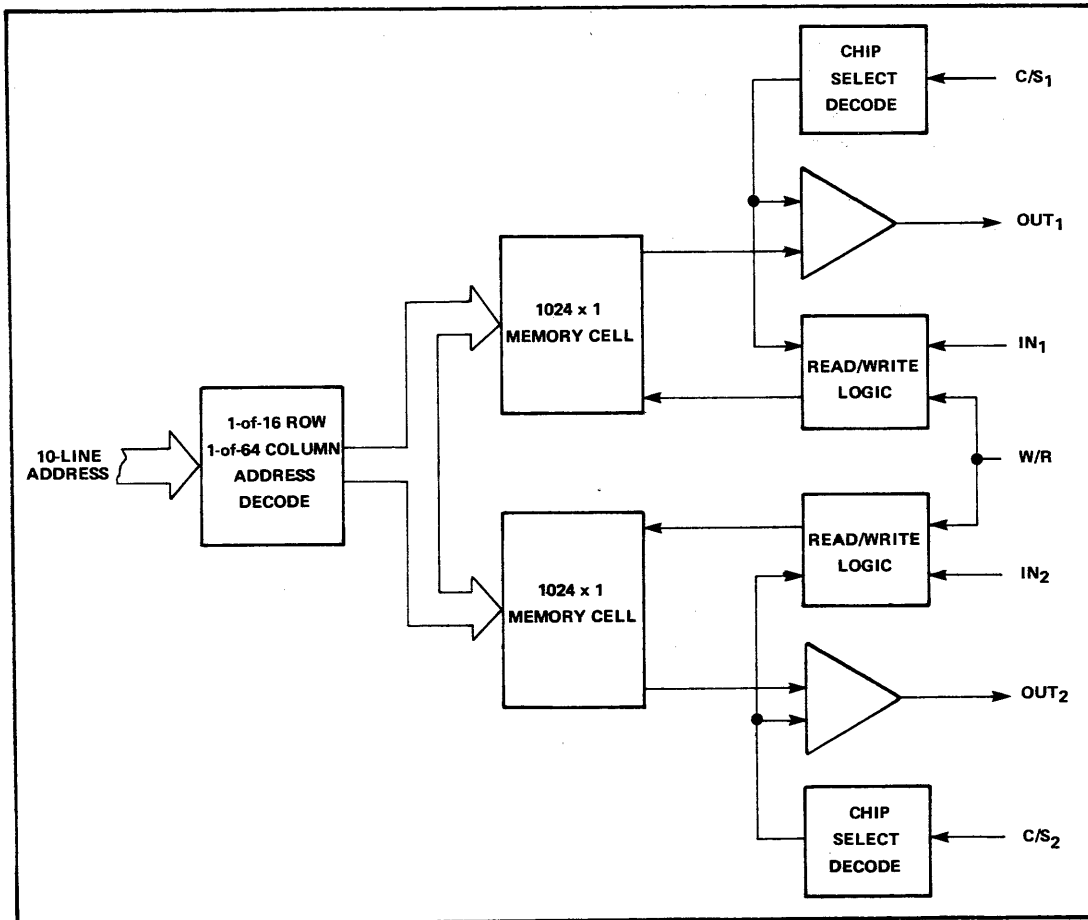 CHIP
SELECT
DECODE
C/S1
OUT1
1024 x 1
MEMORY CELL
READ/WRITE
LOGIC
IN1
10-LINE
ADDRESS
1-of-16 ROW
1-of-64 COLUMN
ADDRESS
DECODE
W/R
1024 x 1
MEMORY CELL
READ/WRITE
LOGIC
IN2
OUT2
CHIP
SELECT
DECODE
C/S2